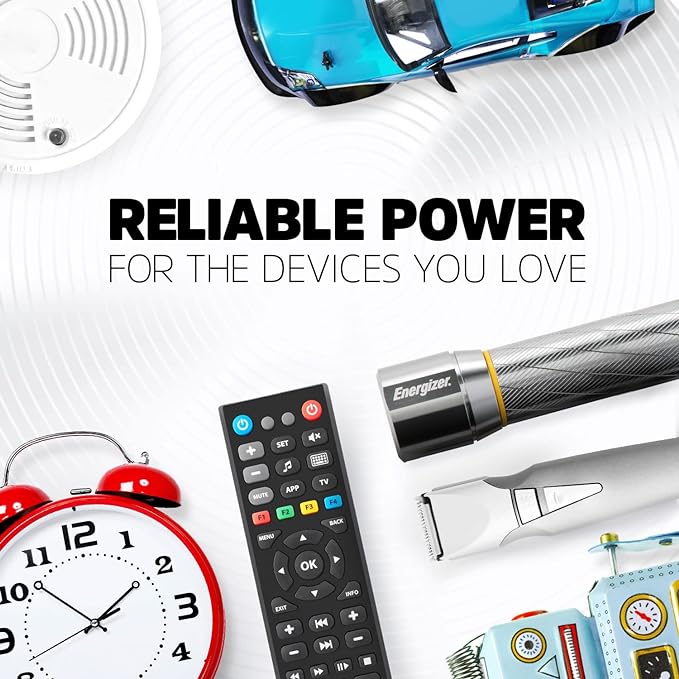 RELIABLE POWER
FOR THE DEVICES YOU LOVE
Energizer.
SET
MUTE
APP
TV
F1
F2
F3
F4
MENU
BACK
OK
EXIT
INFO
12
1
2
3
11
10
9